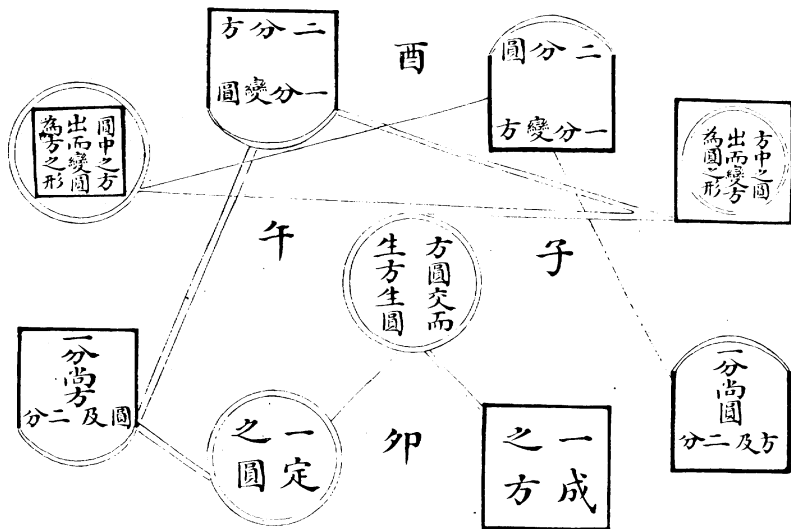 二分方
一分變圓
酉
二分圓
一分變方
方中之圓
出而變方
為圓之形
圓中之方
出而變圓
為方之形
子
午
方圓交而
生方生圓
一分尚圓
方及二分
一分尚方
圓及二分
一成
之方
卯
一定
之圓